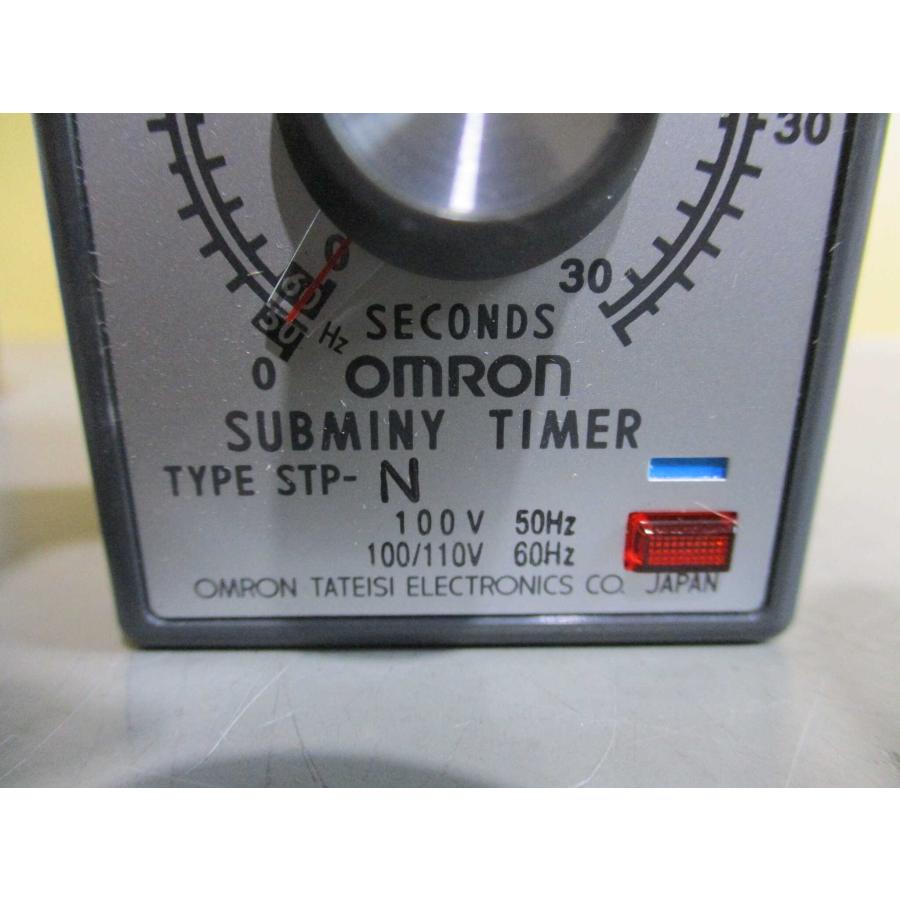 30
0
30
60
50 Hz
SECONDS
0
OMRON
SUBMINY TIMER
TYPE STP-N
100V 50Hz
100/110V 60Hz
OMRON TATEISI ELECTRONICS CO. JAPAN